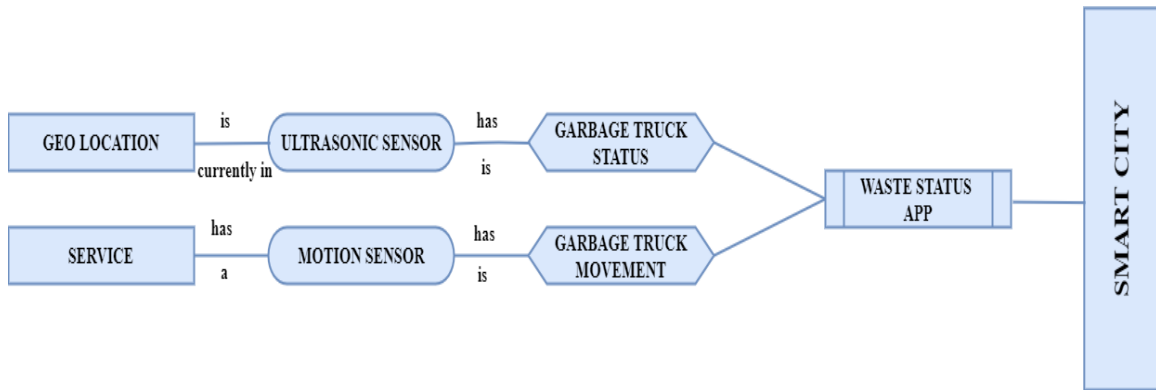 is
has
GEO LOCATION
ULTRASONIC SENSOR
GARBAGE TRUCK
STATUS
currently in
is
WASTE STATUS
APP
has
has
SERVICE
MOTION SENSOR
GARBAGE TRUCK
MOVEMENT
a
is
SMART CITY